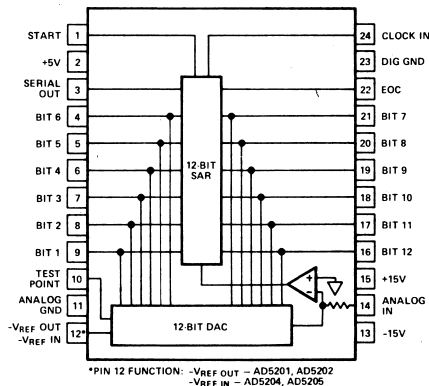 START 1
+5V 2
SERIAL OUT 3
BIT 6 4
BIT 5 5
BIT 4 6
BIT 3 7
BIT 2 8
BIT 1 9
TEST POINT 10
ANALOG GND 11
-VREF OUT
-VREF IN 12*
12-BIT SAR
12-BIT DAC
+
-
24 CLOCK IN
23 DIG GND
22 EOC
21 BIT 7
20 BIT 8
19 BIT 9
18 BIT 10
17 BIT 11
16 BIT 12
15 +15V
14 ANALOG IN
13 -15V
*PIN 12 FUNCTION: -VREF OUT – AD5201, AD5202
-VREF IN – AD5204, AD5205